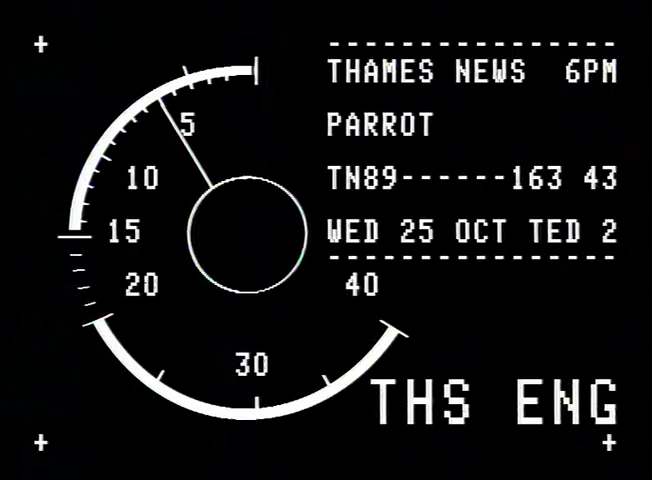 ----------------
THAMES NEWS 6PM
PARROT
TN89------163 43
WED 25 OCT TED 2
----------------
5
10
15
20
40
30
THS ENG